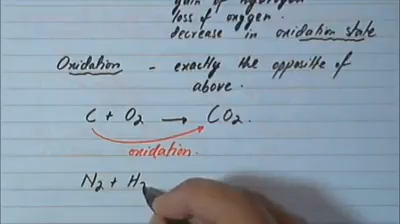 gain of hydrogen
loss of oxygen.
decrease in oxidation state
Oxidation - exactly the opposite of
above.
C + O₂ → CO₂.
oxidation.
N₂ + H₂